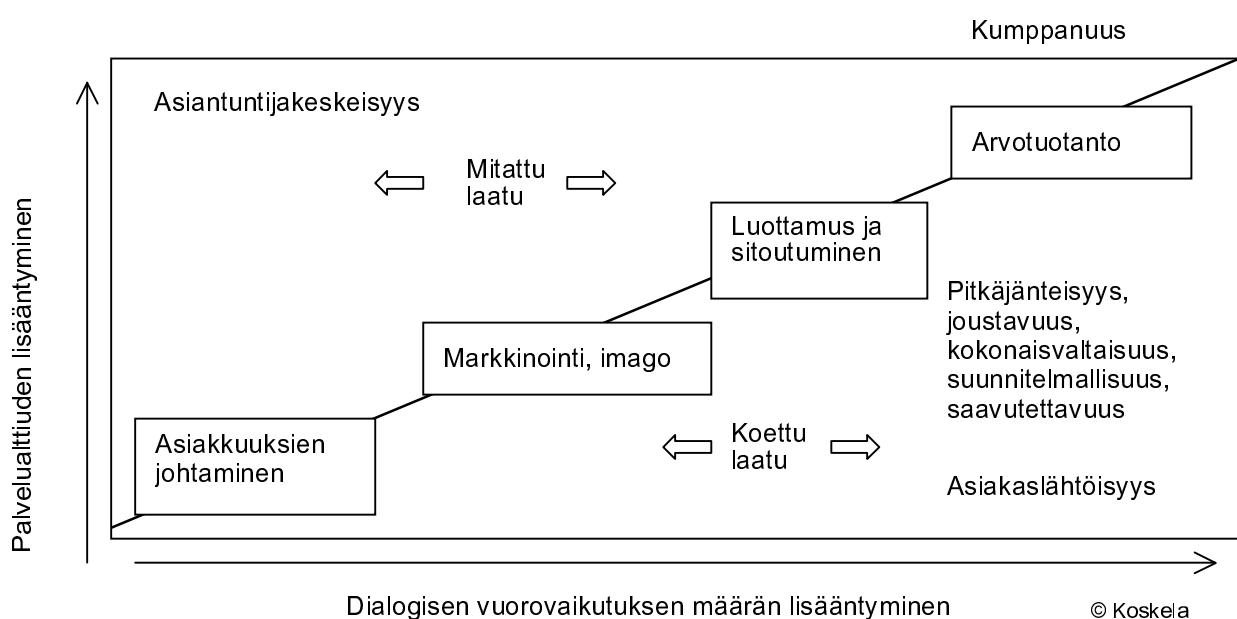 Kumppanuus
Asiantuntijakeskeisyys
Arvotuotanto
Mitattu
laatu
Luottamus ja
sitoutuminen
Pitkäjänteisyys,
joustavuus,
kokonaisvaltaisuus,
suunnitelmallisuus,
saavutettavuus
Markkinointi, imago
Koettu
laatu
Asiakkuuksien
johtaminen
Asiakaslähtöisyys
Palvelualttiuden lisääntyminen
Dialogisen vuorovaikutuksen määrän lisääntyminen
© Koskela